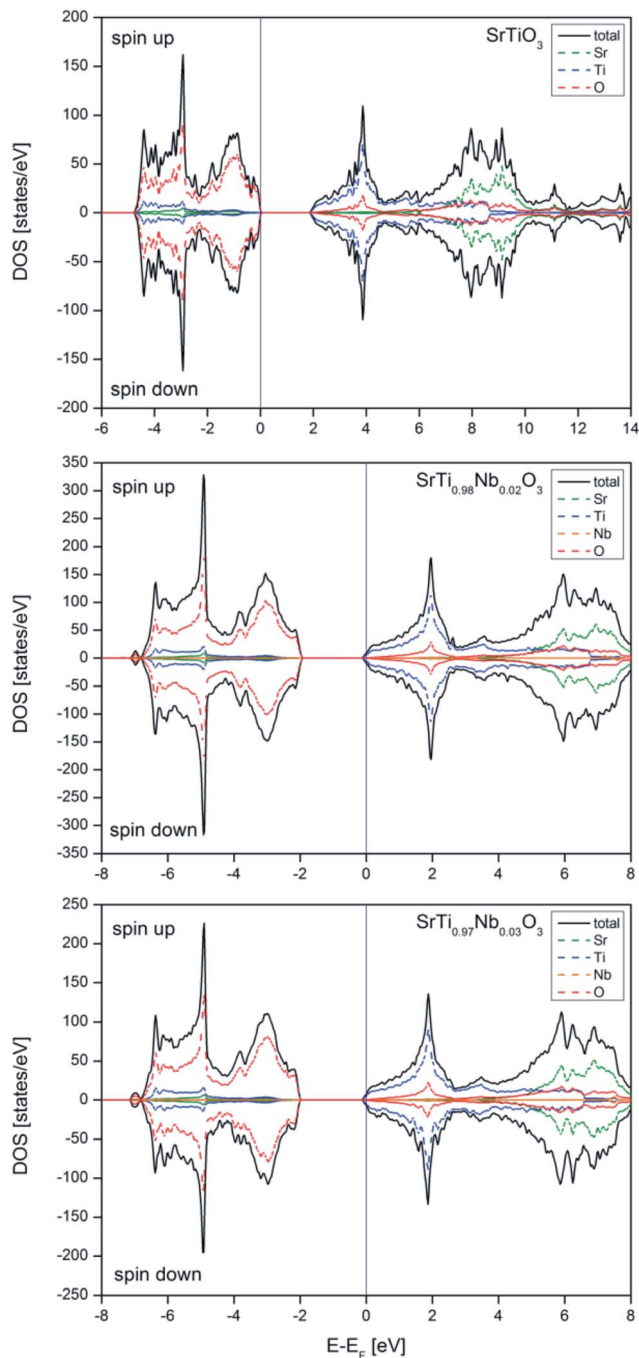 spin up
SrTiO3
total
Sr
Ti
O
200
150
100
50
0
-50
-100
-150
-200
DOS [states/eV]
spin down
-6 -4 -2 0 2 4 6 8 10 12 14
spin up
SrTi0.98Nb0.02O3
total
Sr
Ti
Nb
O
350
300
250
200
150
100
50
0
-50
-100
-150
-200
-250
-300
-350
DOS [states/eV]
spin down
-8 -6 -4 -2 0 2 4 6 8
spin up
SrTi0.97Nb0.03O3
total
Sr
Ti
Nb
O
250
200
150
100
50
0
-50
-100
-150
-200
-250
DOS [states/eV]
spin down
-8 -6 -4 -2 0 2 4 6 8
E-EF [eV]